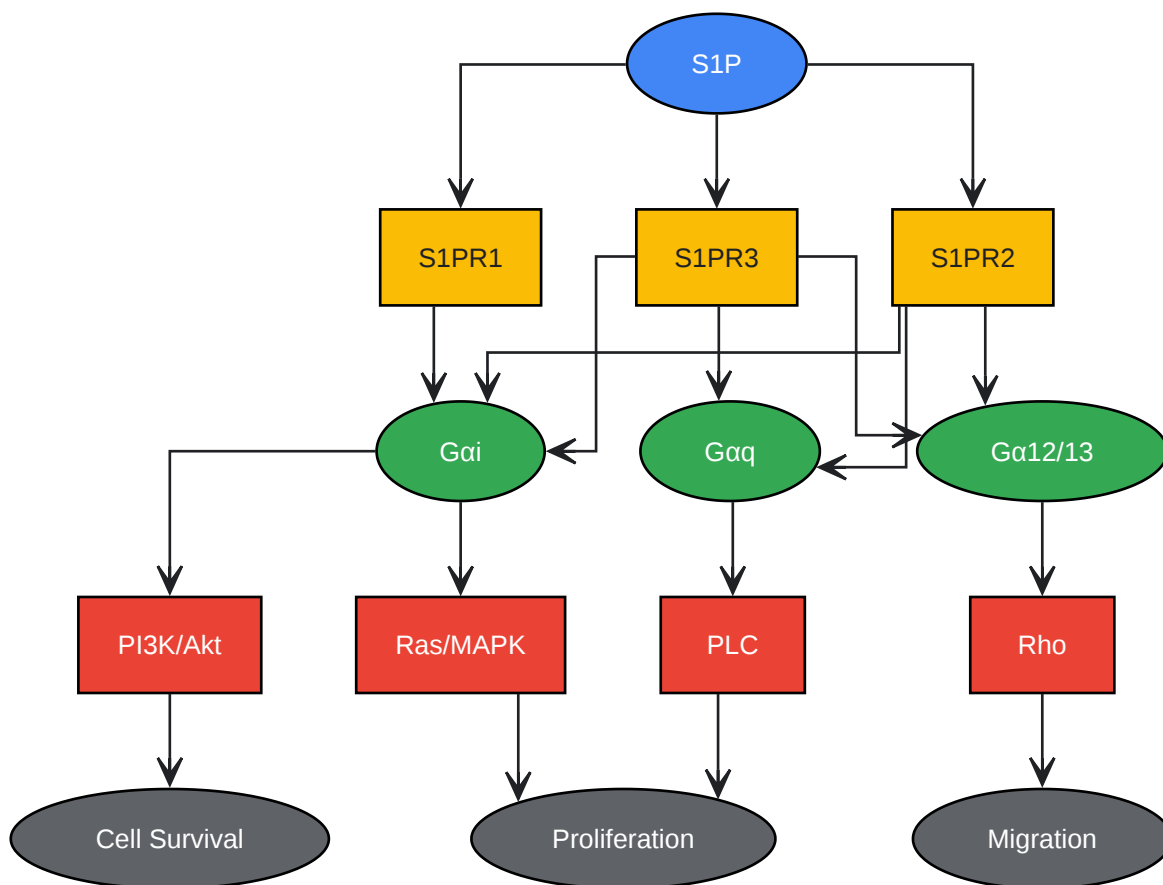 S1P
S1PR1
S1PR3
S1PR2
Gαi
Gαq
Gα12/13
PI3K/Akt
Ras/MAPK
PLC
Rho
Cell Survival
Proliferation
Migration